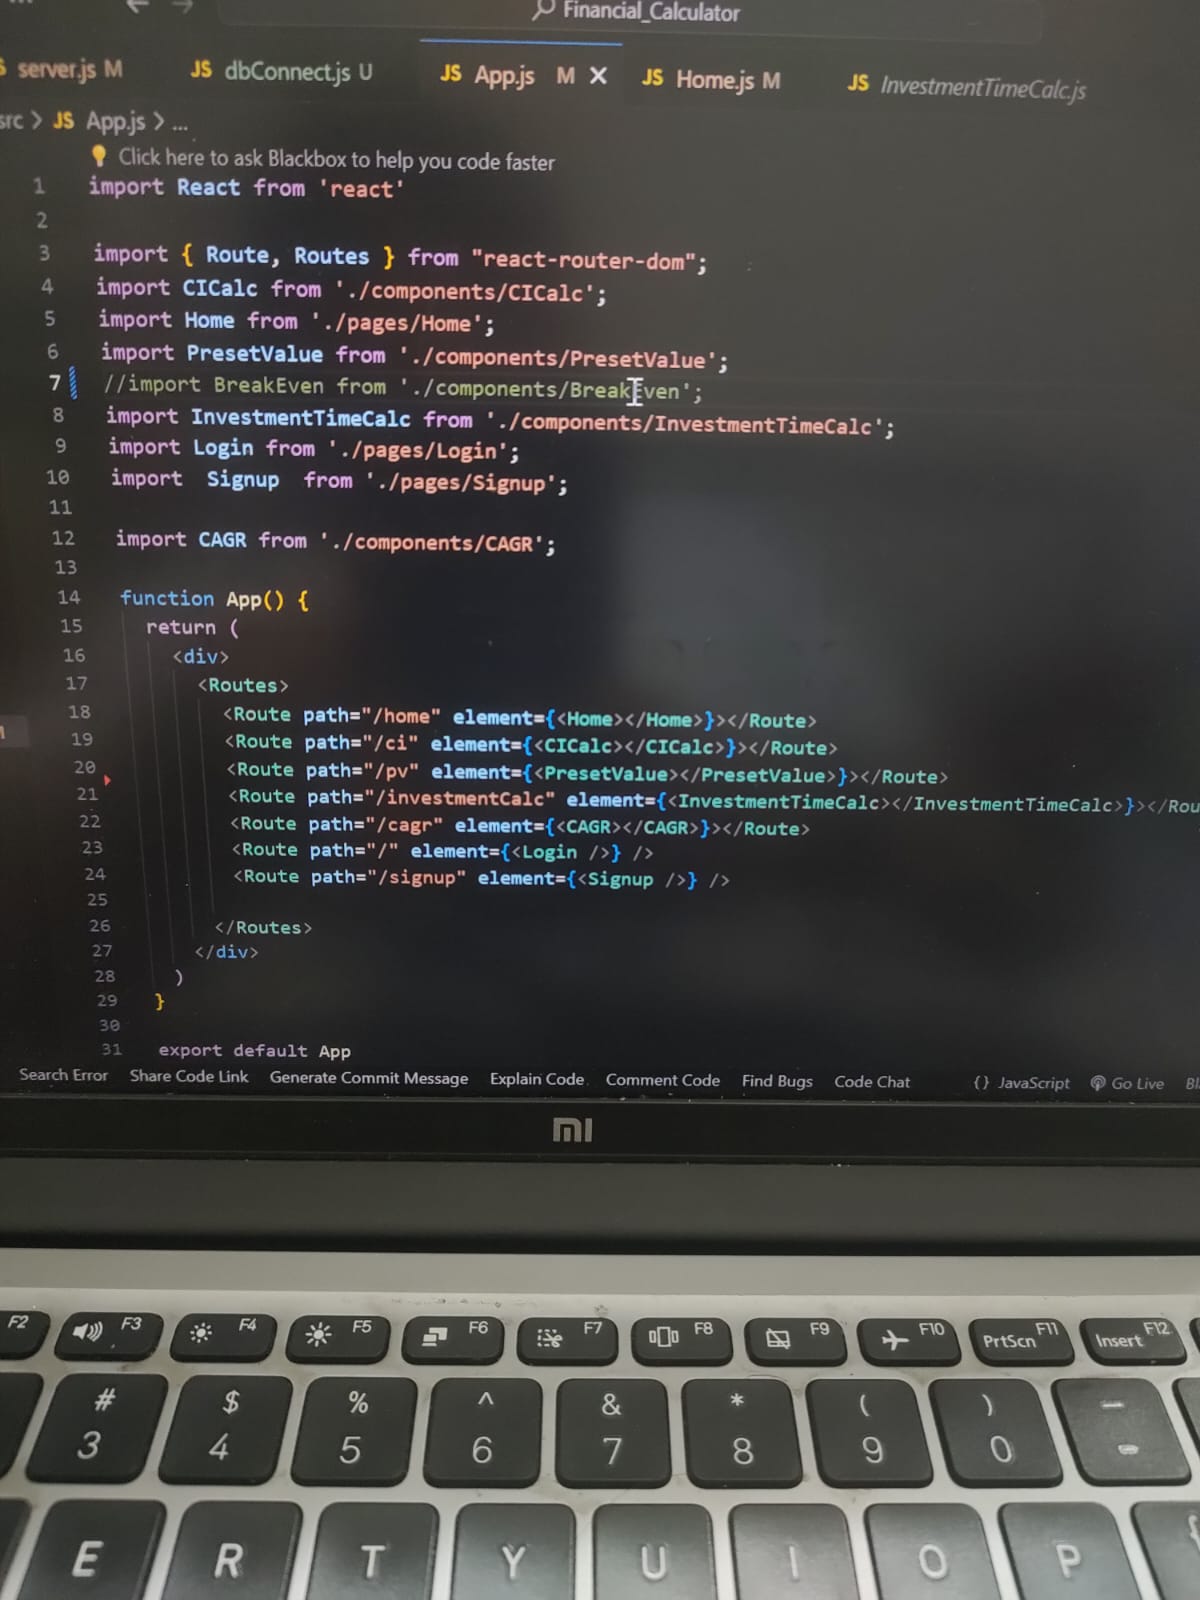 Financial_Calculator
server.js M
JS dbConnect.js U
JS App.js M ✕
JS Home.js M
JS InvestmentTimeCalc.js
src > JS App.js > ...
Click here to ask Blackbox to help you code faster
1 import React from 'react'
2
3 import { Route, Routes } from "react-router-dom";
4 import CICalc from './components/CICalc';
5 import Home from './pages/Home';
6 import PresetValue from './components/PresetValue';
7 //import BreakEven from './components/BreakEven';
8 import InvestmentTimeCalc from './components/InvestmentTimeCalc';
9 import Login from './pages/Login';
10 import Signup from './pages/Signup';
11
12 import CAGR from './components/CAGR';
13
14 function App() {
15 return (
16 <div>
17 <Routes>
18 <Route path="/home" element={<Home></Home>}></Route>
19 <Route path="/ci" element={<CICalc></CICalc>}></Route>
20 <Route path="/pv" element={<PresetValue></PresetValue>}></Route>
21 <Route path="/investmentCalc" element={<InvestmentTimeCalc></InvestmentTimeCalc>}></Rou
22 <Route path="/cagr" element={<CAGR></CAGR>}></Route>
23 <Route path="/" element={<Login />} />
24 <Route path="/signup" element={<Signup />} />
25
26 </Routes>
27 </div>
28 )
29 }
30
31 export default App
Search Error Share Code Link Generate Commit Message Explain Code Comment Code Find Bugs Code Chat {} JavaScript Go Live Bl
mi
F2 F3 F4 F5 F6 F7 F8 F9 F10 PrtScn F11 Insert F12
# $ % ^ & * ( ) _
3 4 5 6 7 8 9 0 -
E R T Y U I O P